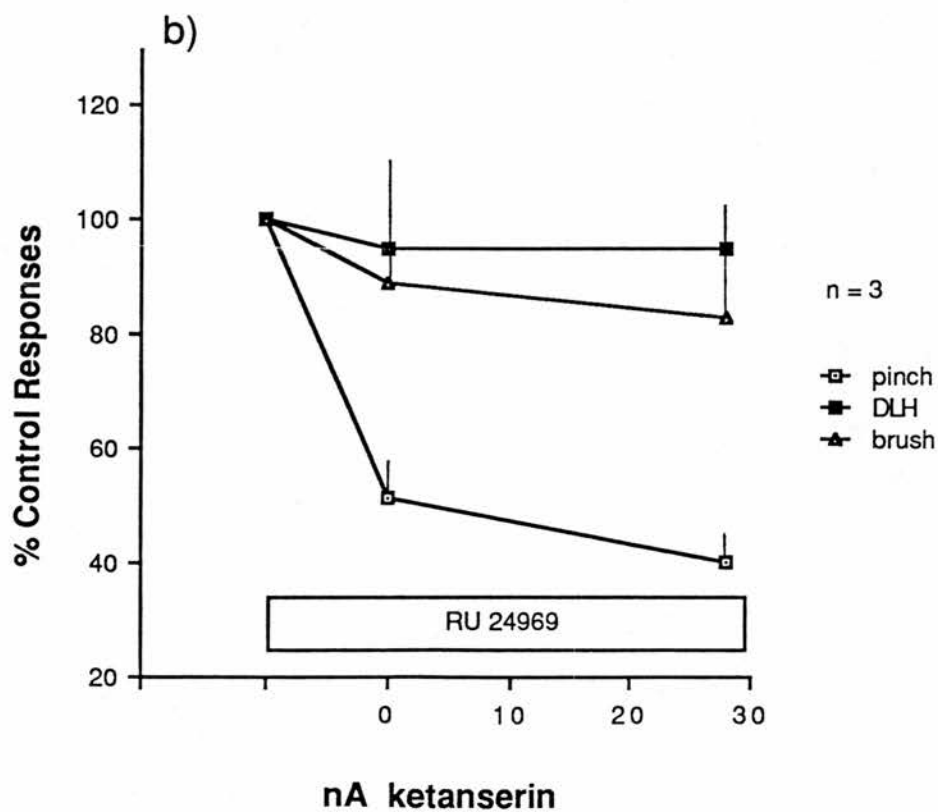 b)
120
100
80
60
40
20
% Control Responses
n = 3
pinch
DLH
brush
RU 24969
0 10 20 30
nA ketanserin